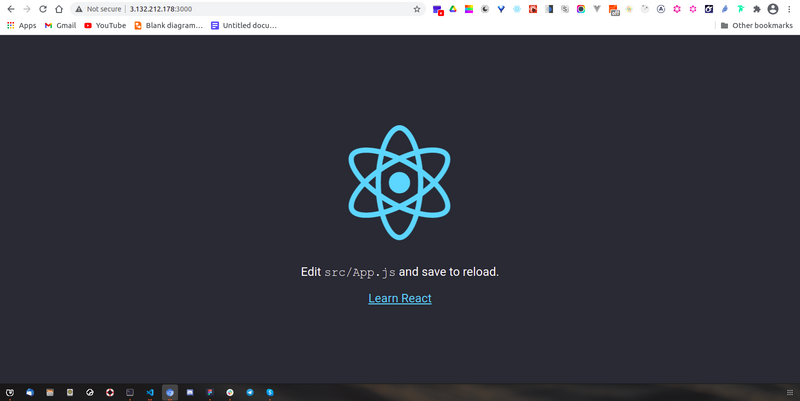 Not secure | 3.132.212.178:3000
Apps Gmail YouTube Blank diagram... Untitled docu... Other bookmarks
Edit src/App.js and save to reload.
Learn React